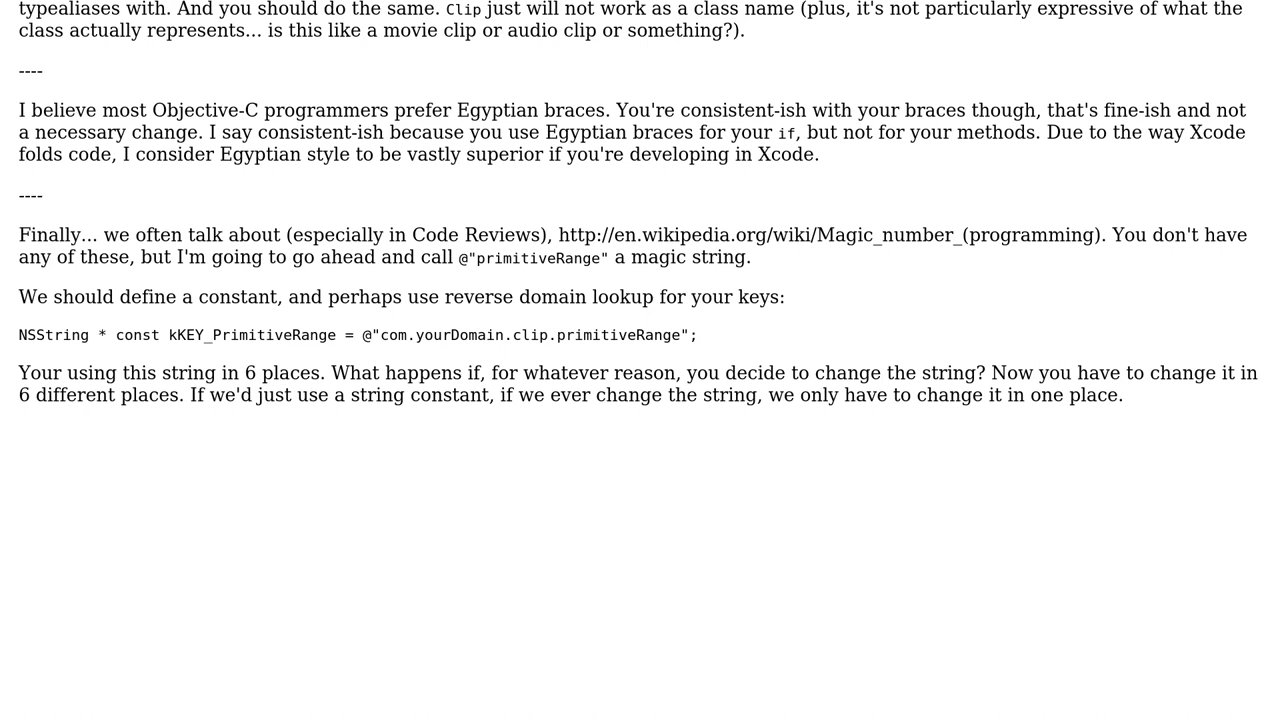 typealiases with. And you should do the same. Clip just will not work as a class name (plus, it's not particularly expressive of what the
class actually represents... is this like a movie clip or audio clip or something?).
----
I believe most Objective-C programmers prefer Egyptian braces. You're consistent-ish with your braces though, that's fine-ish and not
a necessary change. I say consistent-ish because you use Egyptian braces for your if, but not for your methods. Due to the way Xcode
folds code, I consider Egyptian style to be vastly superior if you're developing in Xcode.
----
Finally... we often talk about (especially in Code Reviews), http://en.wikipedia.org/wiki/Magic_number_(programming). You don't have
any of these, but I'm going to go ahead and call @"primitiveRange" a magic string.
We should define a constant, and perhaps use reverse domain lookup for your keys:
NSString * const kKEY_PrimitiveRange = @"com.yourDomain.clip.primitiveRange";
Your using this string in 6 places. What happens if, for whatever reason, you decide to change the string? Now you have to change it in
6 different places. If we'd just use a string constant, if we ever change the string, we only have to change it in one place.